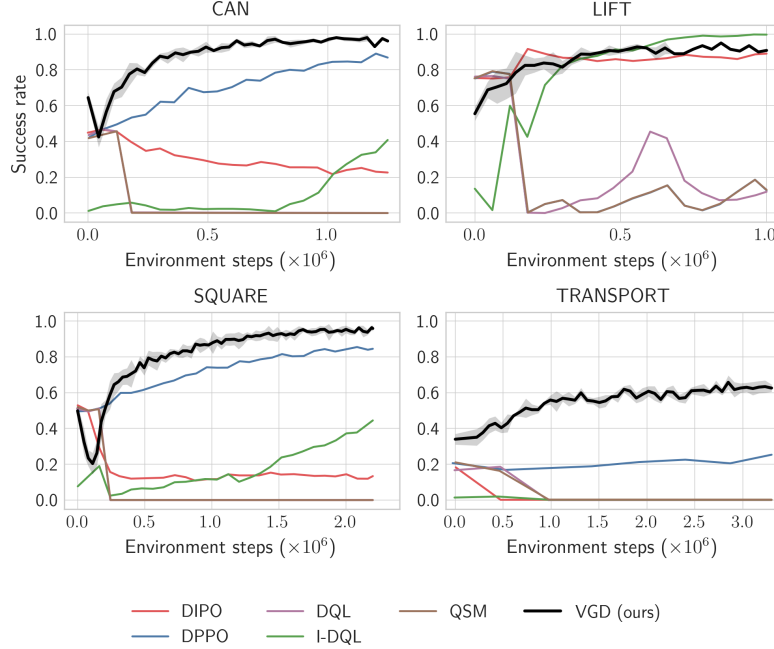 CAN
LIFT
1.0
0.8
0.6
0.4
0.2
0.0
Success rate
0.0 0.5 1.0
Environment steps (×10⁶)
1.0
0.8
0.6
0.4
0.2
0.0
0.0 0.5 1.0
Environment steps (×10⁶)
SQUARE
TRANSPORT
1.0
0.8
0.6
0.4
0.2
0.0
0.0 0.5 1.0 1.5 2.0
Environment steps (×10⁶)
1.0
0.8
0.6
0.4
0.2
0.0
0.0 0.5 1.0 1.5 2.0 2.5 3.0
Environment steps (×10⁶)
DIPO DQL QSM VGD (ours)
DPPO I-DQL